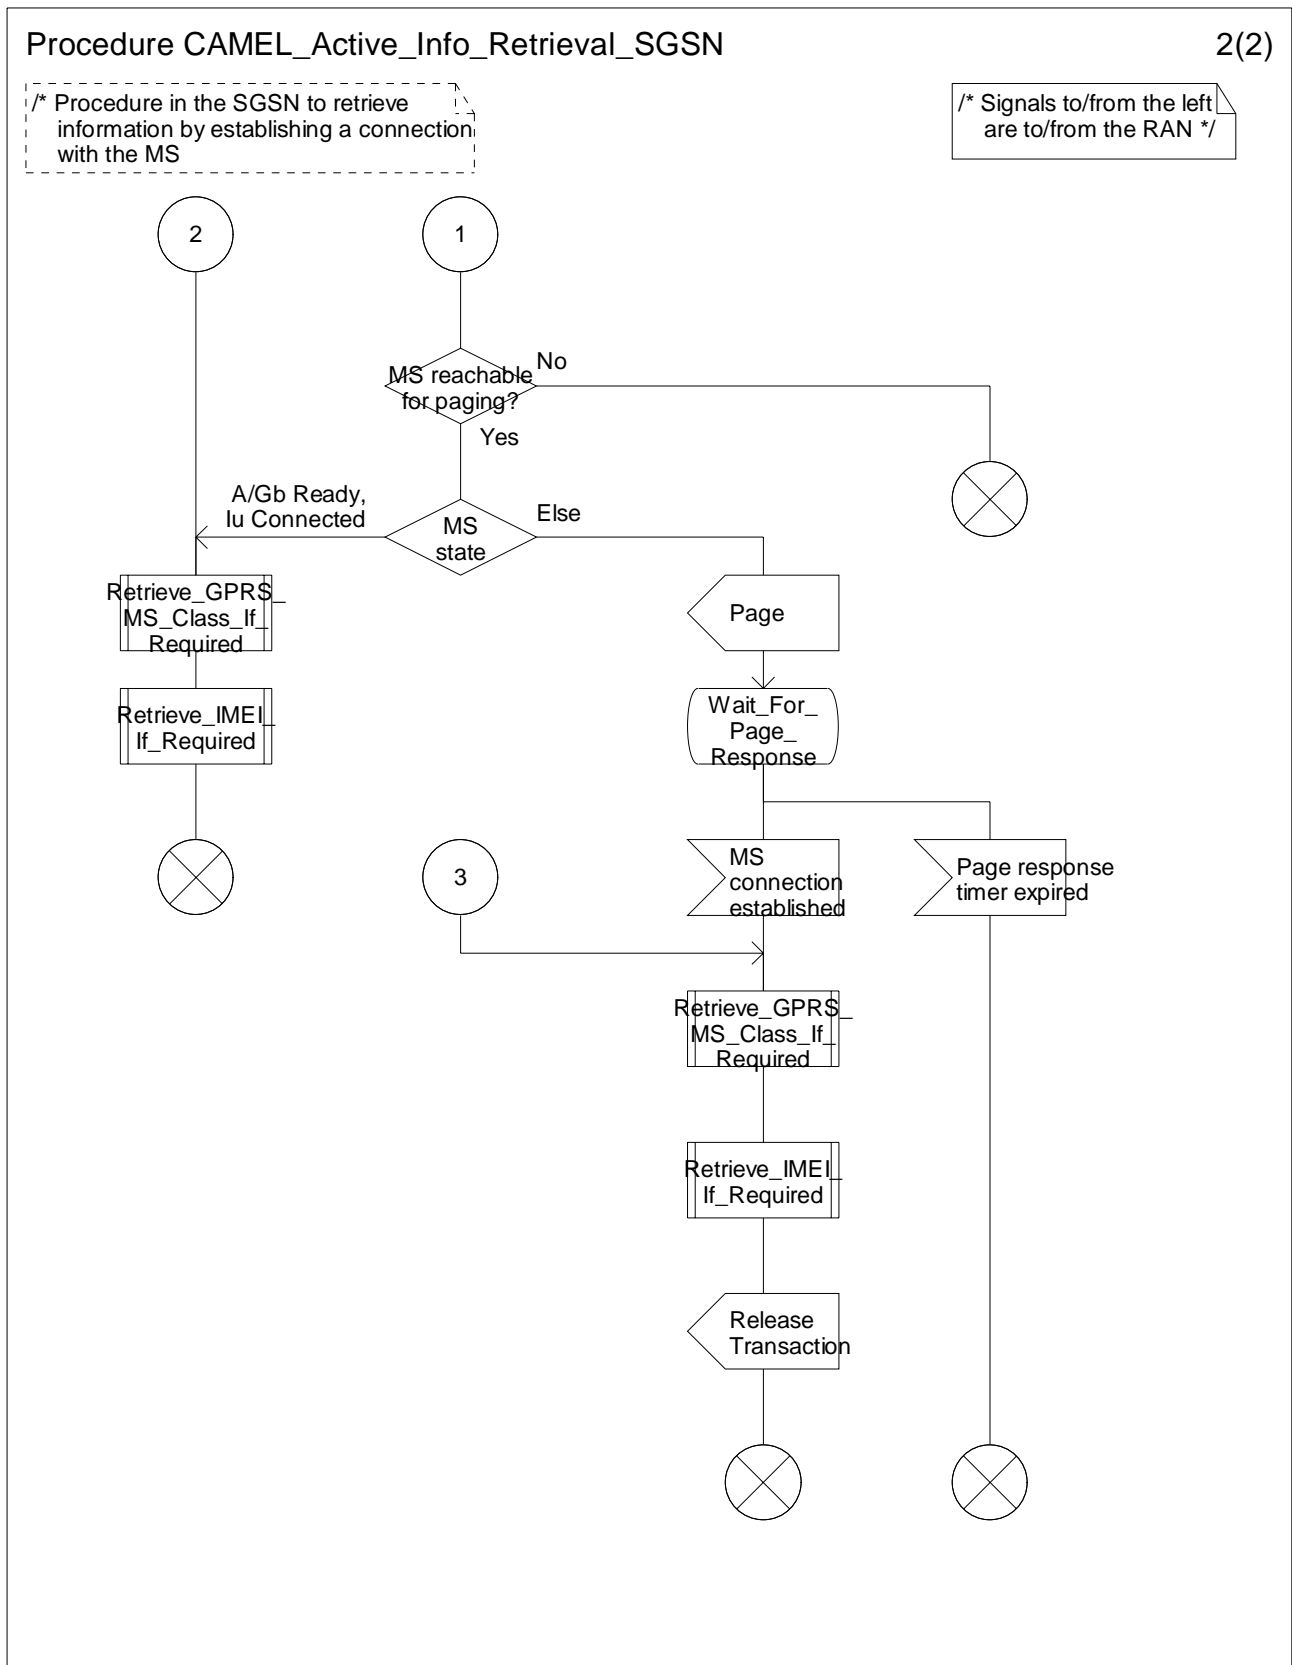 Procedure CAMEL_Active_Info_Retrieval_SGSN
2(2)
/* Procedure in the SGSN to retrieve
information by establishing a connection
with the MS
/* Signals to/from the left
are to/from the RAN */
2
1
MS reachable
for paging?
No
Yes
A/Gb Ready,
Iu Connected
MS
state
Else
Retrieve_GPRS_
MS_Class_If_
Required
Page
Retrieve_IMEI_
If_Required
Wait_For_
Page_
Response
3
MS
connection
established
Page response
timer expired
Retrieve_GPRS_
MS_Class_If_
Required
Retrieve_IMEI_
If_Required
Release
Transaction